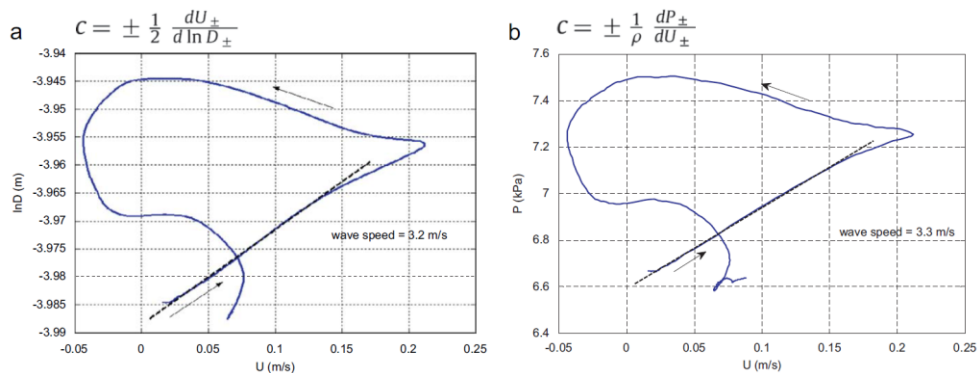 a
c = ± 1/2 dU±/d ln D±
-3.94
-3.945
-3.95
-3.955
-3.96
-3.965
-3.97
-3.975
-3.98
-3.985
-3.99
lnD (m)
wave speed = 3.2 m/s
-0.05 0 0.05 0.1 0.15 0.2 0.25
U (m/s)
b
c = ± 1/ρ dP±/dU±
7.6
7.4
7.2
7
6.8
6.6
6.4
P (kPa)
wave speed = 3.3 m/s
-0.05 0 0.05 0.1 0.15 0.2 0.25
U (m/s)